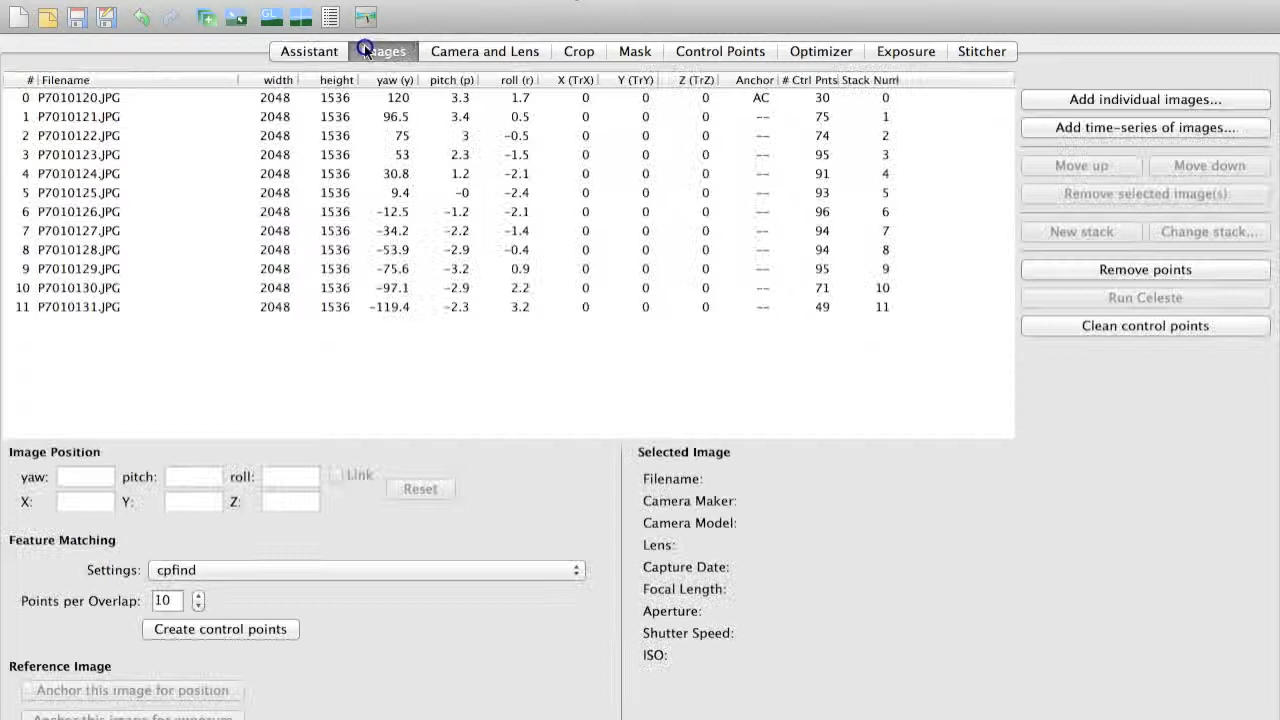 GL
Assistant Images Camera and Lens Crop Mask Control Points Optimizer Exposure Stitcher
# Filename width height yaw (y) pitch (p) roll (r) X (TrX) Y (TrY) Z (TrZ) Anchor # Ctrl Pnts Stack Num
0 P7010120.JPG 2048 1536 120 3.3 1.7 0 0 0 AC 30 0
1 P7010121.JPG 2048 1536 96.5 3.4 0.5 0 0 0 -- 75 1
2 P7010122.JPG 2048 1536 75 3 -0.5 0 0 0 -- 74 2
3 P7010123.JPG 2048 1536 53 2.3 -1.5 0 0 0 -- 95 3
4 P7010124.JPG 2048 1536 30.8 1.2 -2.1 0 0 0 -- 91 4
5 P7010125.JPG 2048 1536 9.4 -0 -2.4 0 0 0 -- 93 5
6 P7010126.JPG 2048 1536 -12.5 -1.2 -2.1 0 0 0 -- 96 6
7 P7010127.JPG 2048 1536 -34.2 -2.2 -1.4 0 0 0 -- 94 7
8 P7010128.JPG 2048 1536 -53.9 -2.9 -0.4 0 0 0 -- 94 8
9 P7010129.JPG 2048 1536 -75.6 -3.2 0.9 0 0 0 -- 95 9
10 P7010130.JPG 2048 1536 -97.1 -2.9 2.2 0 0 0 -- 71 10
11 P7010131.JPG 2048 1536 -119.4 -2.3 3.2 0 0 0 -- 49 11
Add individual images...
Add time-series of images...
Move up Move down
Remove selected image(s)
New stack Change stack...
Remove points
Run Celeste
Clean control points
Image Position
yaw: pitch: roll: Link
X: Y: Z: Reset
Feature Matching
Settings: cpfind
Points per Overlap: 10
Create control points
Reference Image
Anchor this image for position
Anchor this image for exposure
Selected Image
Filename:
Camera Maker:
Camera Model:
Lens:
Capture Date:
Focal Length:
Aperture:
Shutter Speed:
ISO: